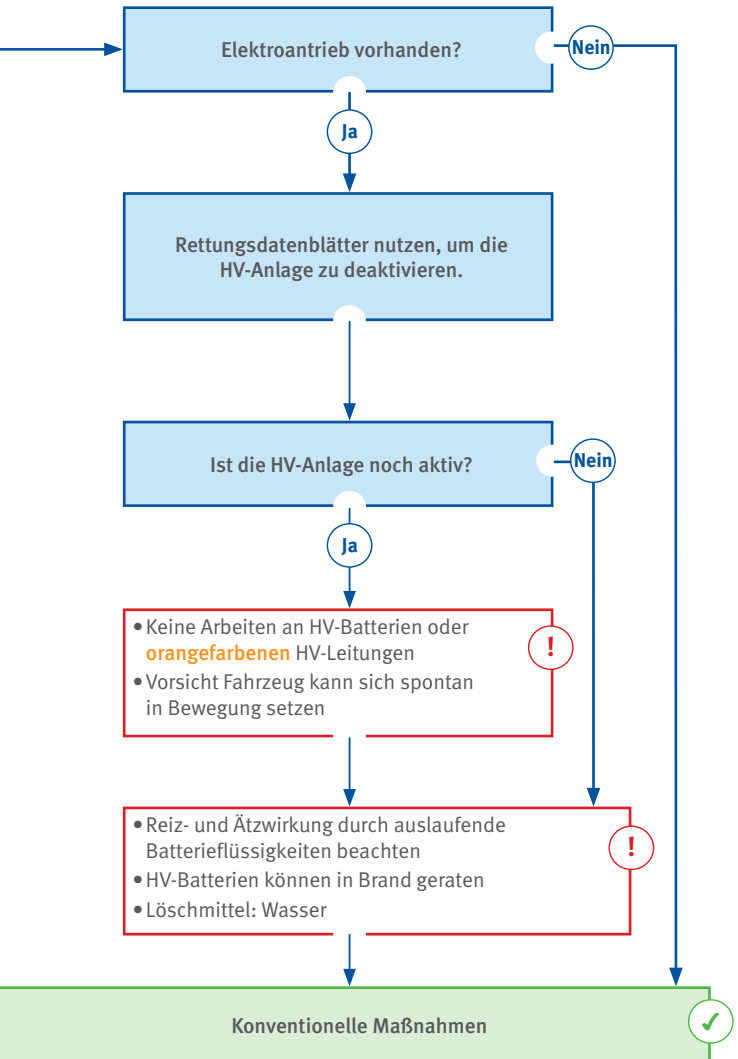 Elektroantrieb vorhanden?
Nein
Ja
Rettungsdatenblätter nutzen, um die
HV-Anlage zu deaktivieren.
Ist die HV-Anlage noch aktiv?
Nein
Ja
• Keine Arbeiten an HV-Batterien oder
orangefarbenen HV-Leitungen
!
• Vorsicht Fahrzeug kann sich spontan
in Bewegung setzen
• Reiz- und Ätzwirkung durch auslaufende
Batterieflüssigkeiten beachten
!
• HV-Batterien können in Brand geraten
• Löschmittel: Wasser
Konventionelle Maßnahmen
✓